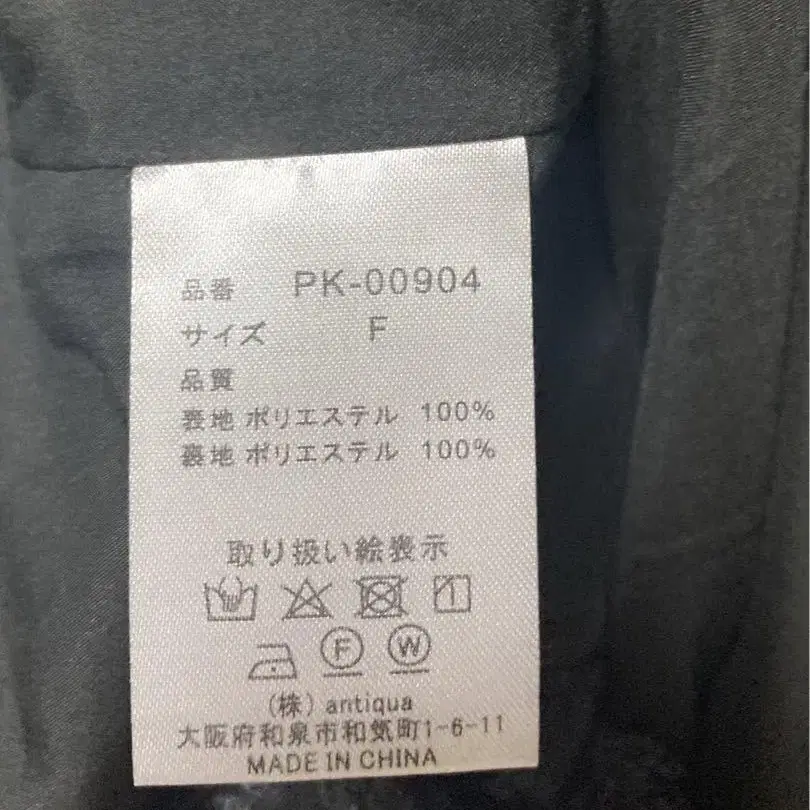 品番 PK-00904
サイズ F
品質
表地 ポリエステル 100%
裏地 ポリエステル 100%
取り扱い絵表示
F W
(株) antiqua
大阪府和泉市和気町1-6-11
MADE IN CHINA